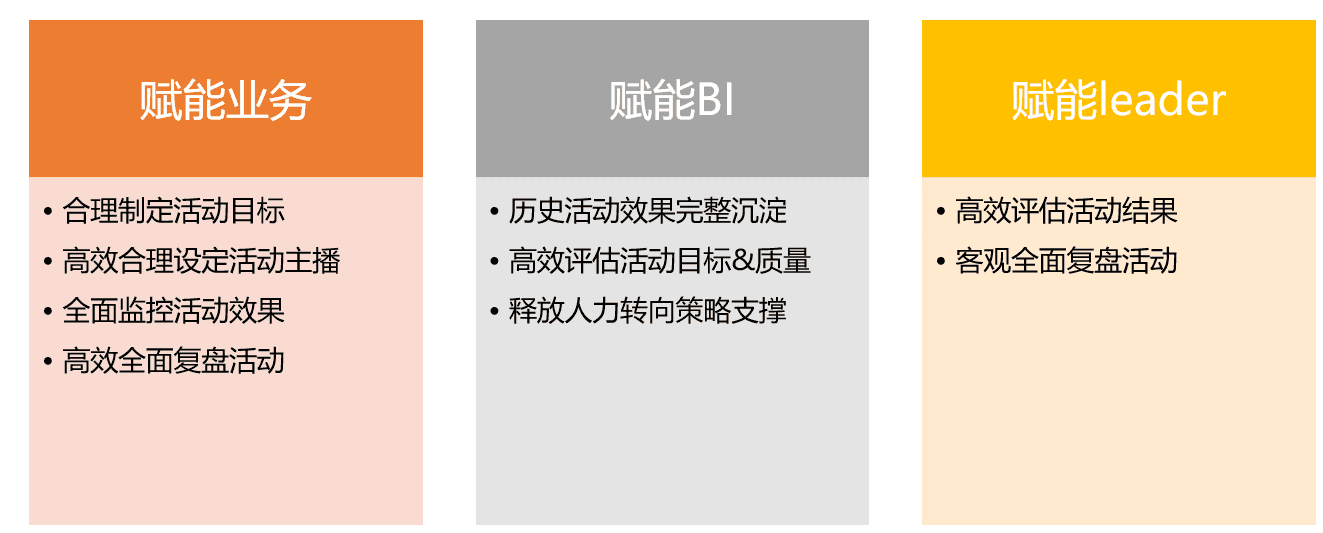 赋能业务
• 合理制定活动目标
• 高效合理设定活动主播
• 全面监控活动效果
• 高效全面复盘活动
赋能BI
• 历史活动效果完整沉淀
• 高效评估活动目标&质量
• 释放人力转向策略支撑
赋能leader
• 高效评估活动结果
• 客观全面复盘活动